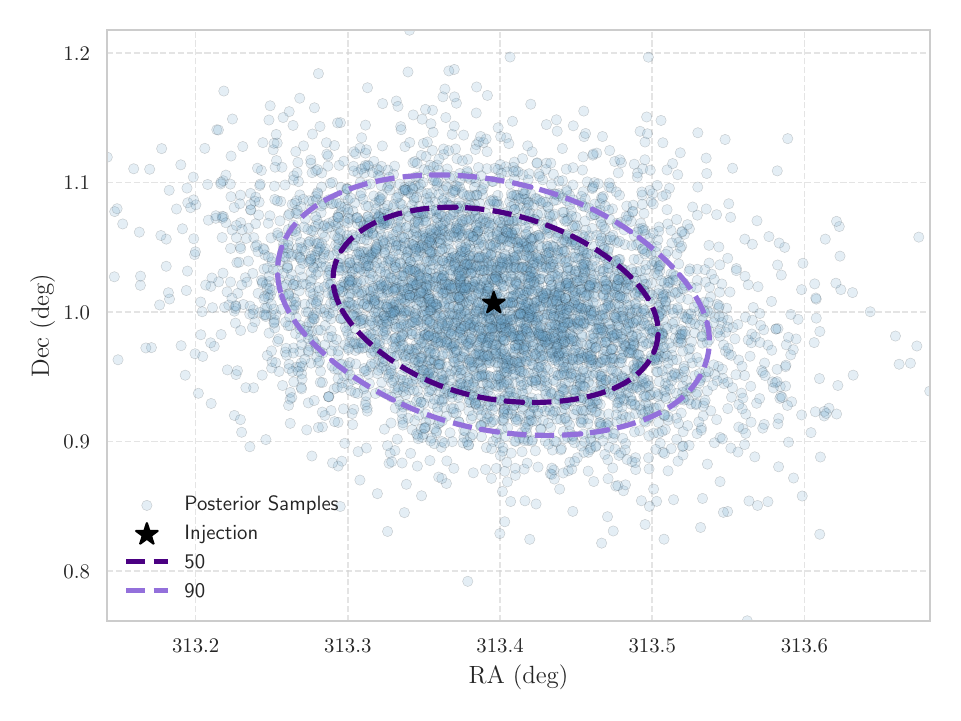 1.2
1.1
1.0
0.9
0.8
Dec (deg)
Posterior Samples
Injection
50
90
313.2 313.3 313.4 313.5 313.6
RA (deg)